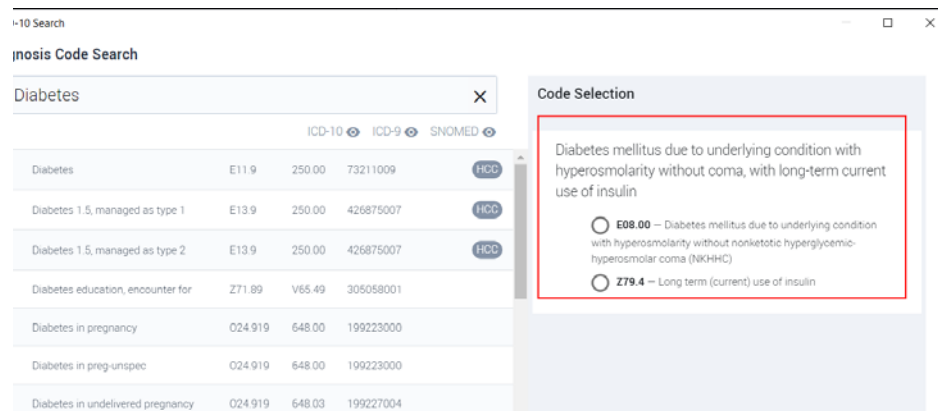 -10 Search
gnosis Code Search
Diabetes
ICD-10 ICD-9 SNOMED
Diabetes E11.9 250.00 73211009 HCC
Diabetes 1.5, managed as type 1 E13.9 250.00 426875007 HCC
Diabetes 1.5, managed as type 2 E13.9 250.00 426875007 HCC
Diabetes education, encounter for Z71.89 V65.49 305058001
Diabetes in pregnancy O24.919 648.00 199223000
Diabetes in preg-unspec O24.919 648.00 199223000
Diabetes in undelivered pregnancy O24.919 648.03 199227004
Code Selection
Diabetes mellitus due to underlying condition with
hyperosmolarity without coma, with long-term current
use of insulin
E08.00 – Diabetes mellitus due to underlying condition
with hyperosmolarity without nonketotic hyperglycemic-
hyperosmolar coma (NKHHC)
Z79.4 – Long term (current) use of insulin